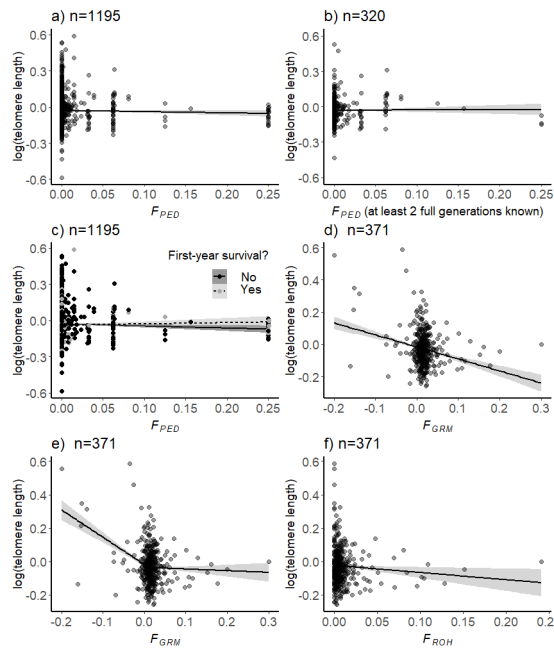 a) n=1195
log(telomere length)
0.6
0.3
0.0
-0.3
-0.6
0.00 0.05 0.10 0.15 0.20 0.25
F_PED
b) n=320
log(telomere length)
0.6
0.3
0.0
-0.3
-0.6
0.00 0.05 0.10 0.15 0.20 0.25
F_PED (at least 2 full generations known)
c) n=1195
First-year survival?
No
Yes
log(telomere length)
0.6
0.3
0.0
-0.3
-0.6
0.00 0.05 0.10 0.15 0.20 0.25
F_PED
d) n=371
log(telomere length)
0.6
0.4
0.2
0.0
-0.2
-0.2 -0.1 0.0 0.1 0.2 0.3
F_GRM
e) n=371
log(telomere length)
0.6
0.4
0.2
0.0
-0.2
-0.2 -0.1 0.0 0.1 0.2 0.3
F_GRM
f) n=371
log(telomere length)
0.6
0.4
0.2
0.0
-0.2
0.00 0.05 0.10 0.15 0.20 0.2
F_ROH